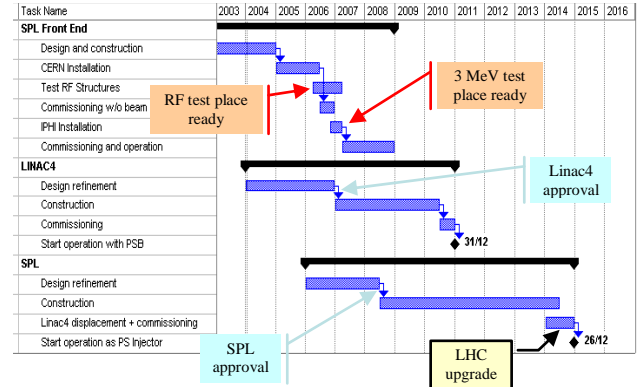 Task Name 2003 2004 2005 2006 2007 2008 2009 2010 2011 2012 2013 2014 2015 2016
SPL Front End
Design and construction
CERN Installation
Test RF Structures
Commissioning w/o beam
IPHI Installation
Commissioning and operation
RF test place
ready
3 MeV test
place ready
LINAC4
Design refinement
Construction
Commissioning
Start operation with PSB
31/12
Linac4
approval
SPL
Design refinement
Construction
Linac4 displacement + commissioning
Start operation as PS Injector
26/12
SPL
approval
LHC
upgrade